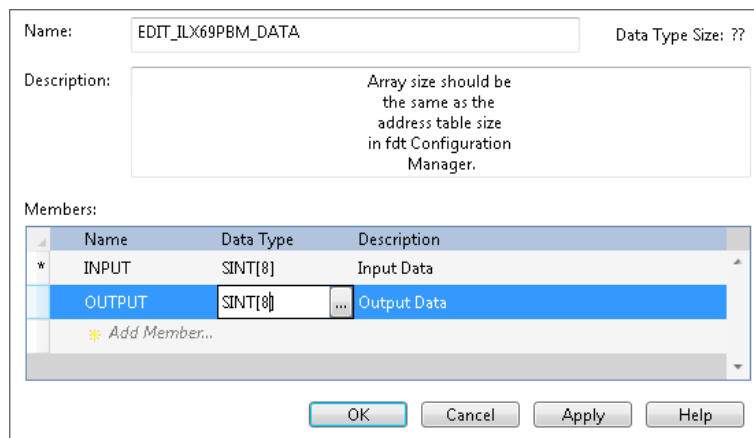 Name: EDIT_ILX69PBM_DATA Data Type Size: ??
Description: Array size should be
the same as the
address table size
in fdt Configuration
Manager.
Members:
Name Data Type Description
* INPUT SINT[8] Input Data
OUTPUT SINT[8] ... Output Data
Add Member...
OK Cancel Apply Help